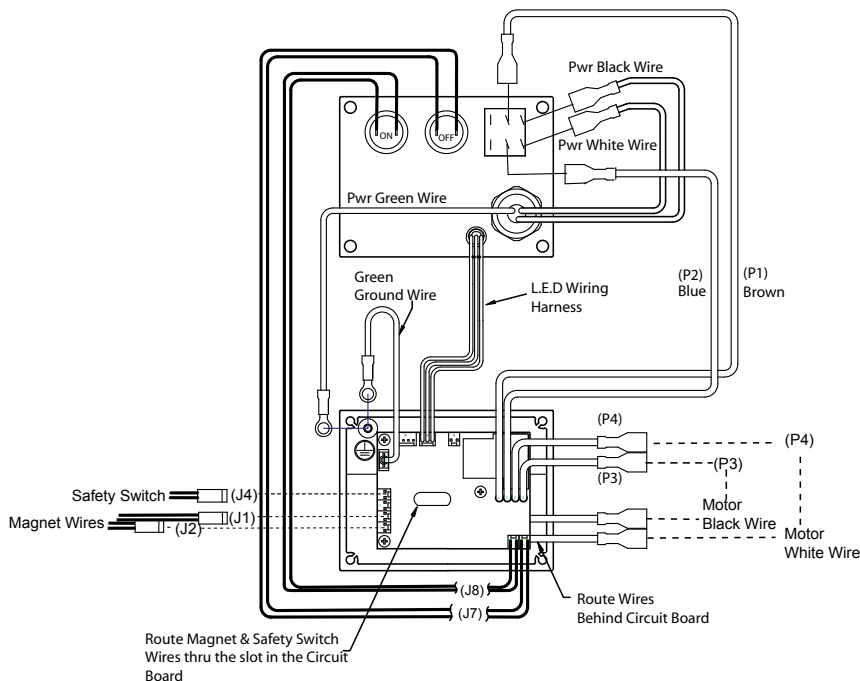 Pwr Black Wire
ON
OFF
Pwr White Wire
Pwr Green Wire
Green
Ground Wire
L.E.D Wiring
Harness
(P2)
Blue
(P1)
Brown
(P4)
(P4)
(P3)
(P3)
Safety Switch
(J4)
Magnet Wires
(J1)
(J2)
Motor
Black Wire
Motor
White Wire
(J8)
(J7)
Route Wires
Behind Circuit Board
Route Magnet & Safety Switch
Wires thru the slot in the Circuit
Board